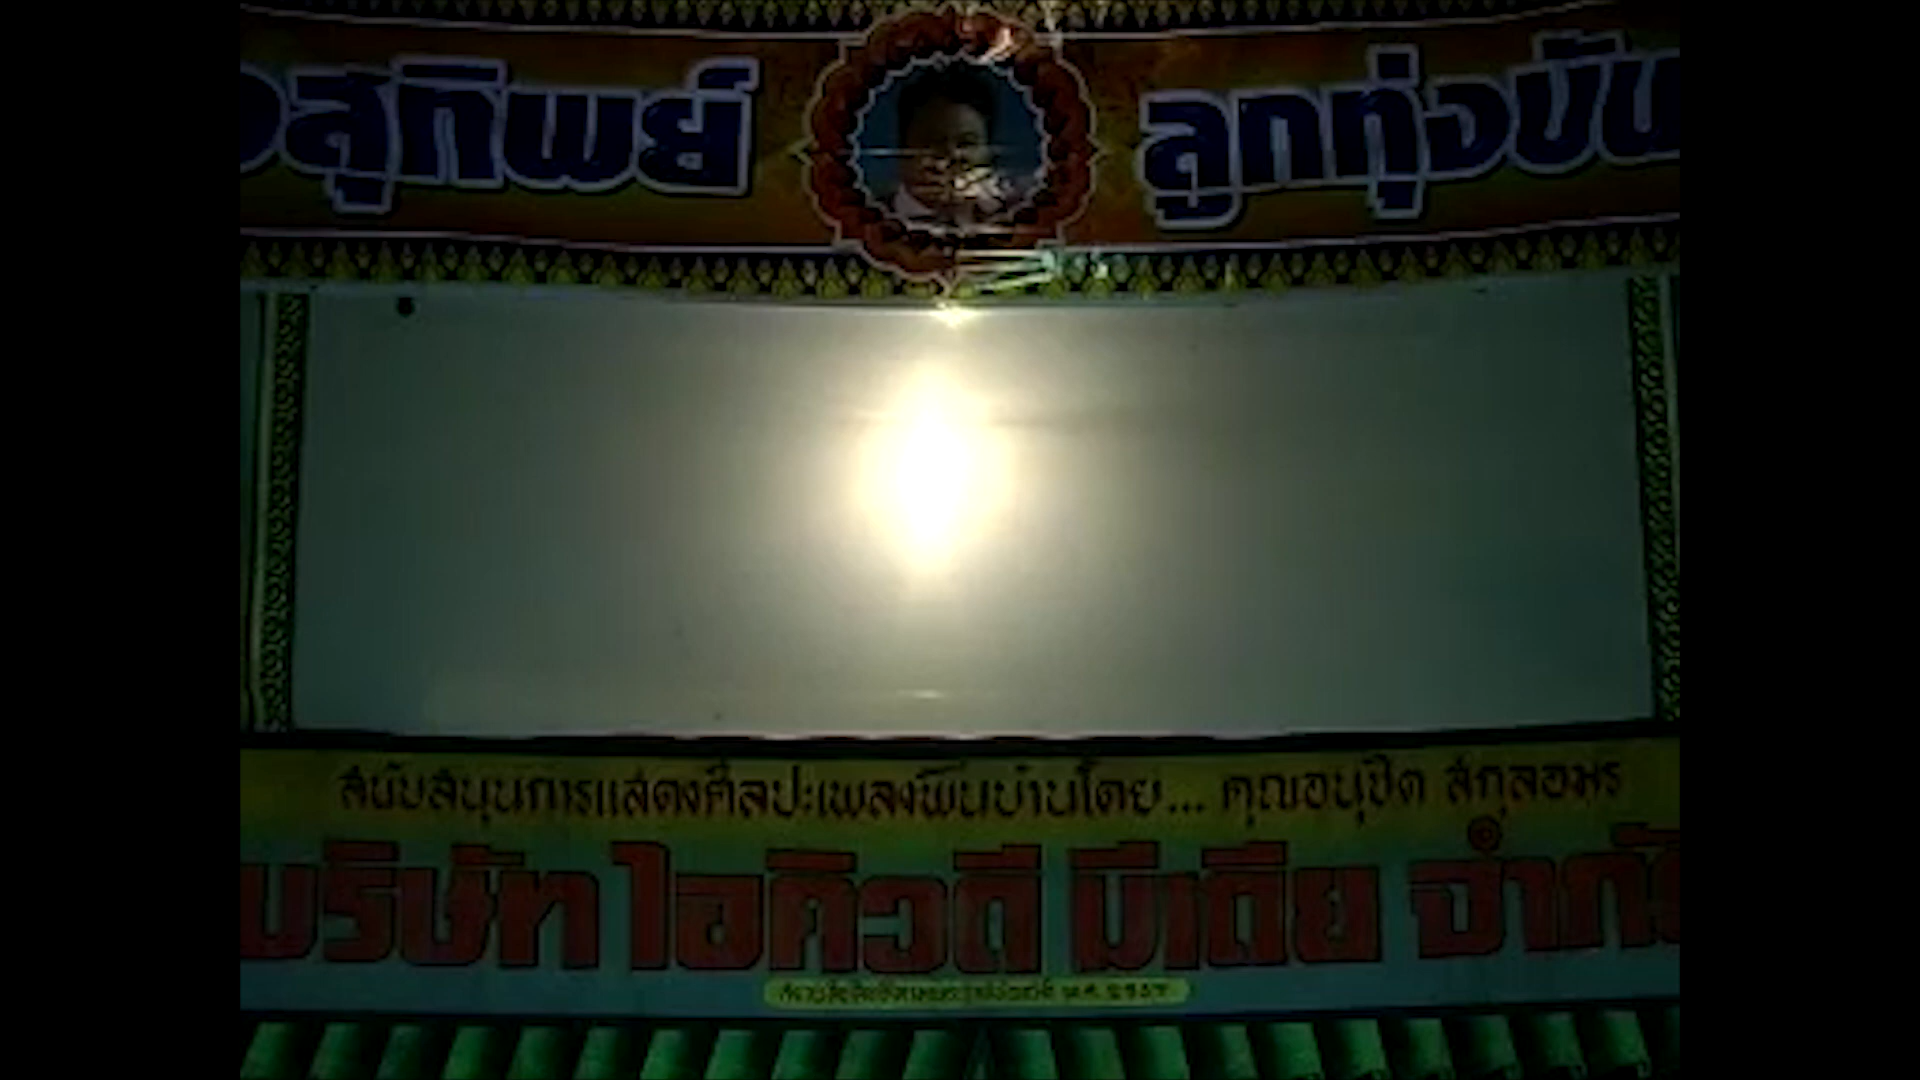 สุทิพย์ ลูกทุ่งขัน
สนับสนุนการแสดงศิลปะเพลงพื้นบ้านโดย... คุณอนุปิด สกุลอมร
บริษัท ไอคิวดี มีเดีย จำกัด